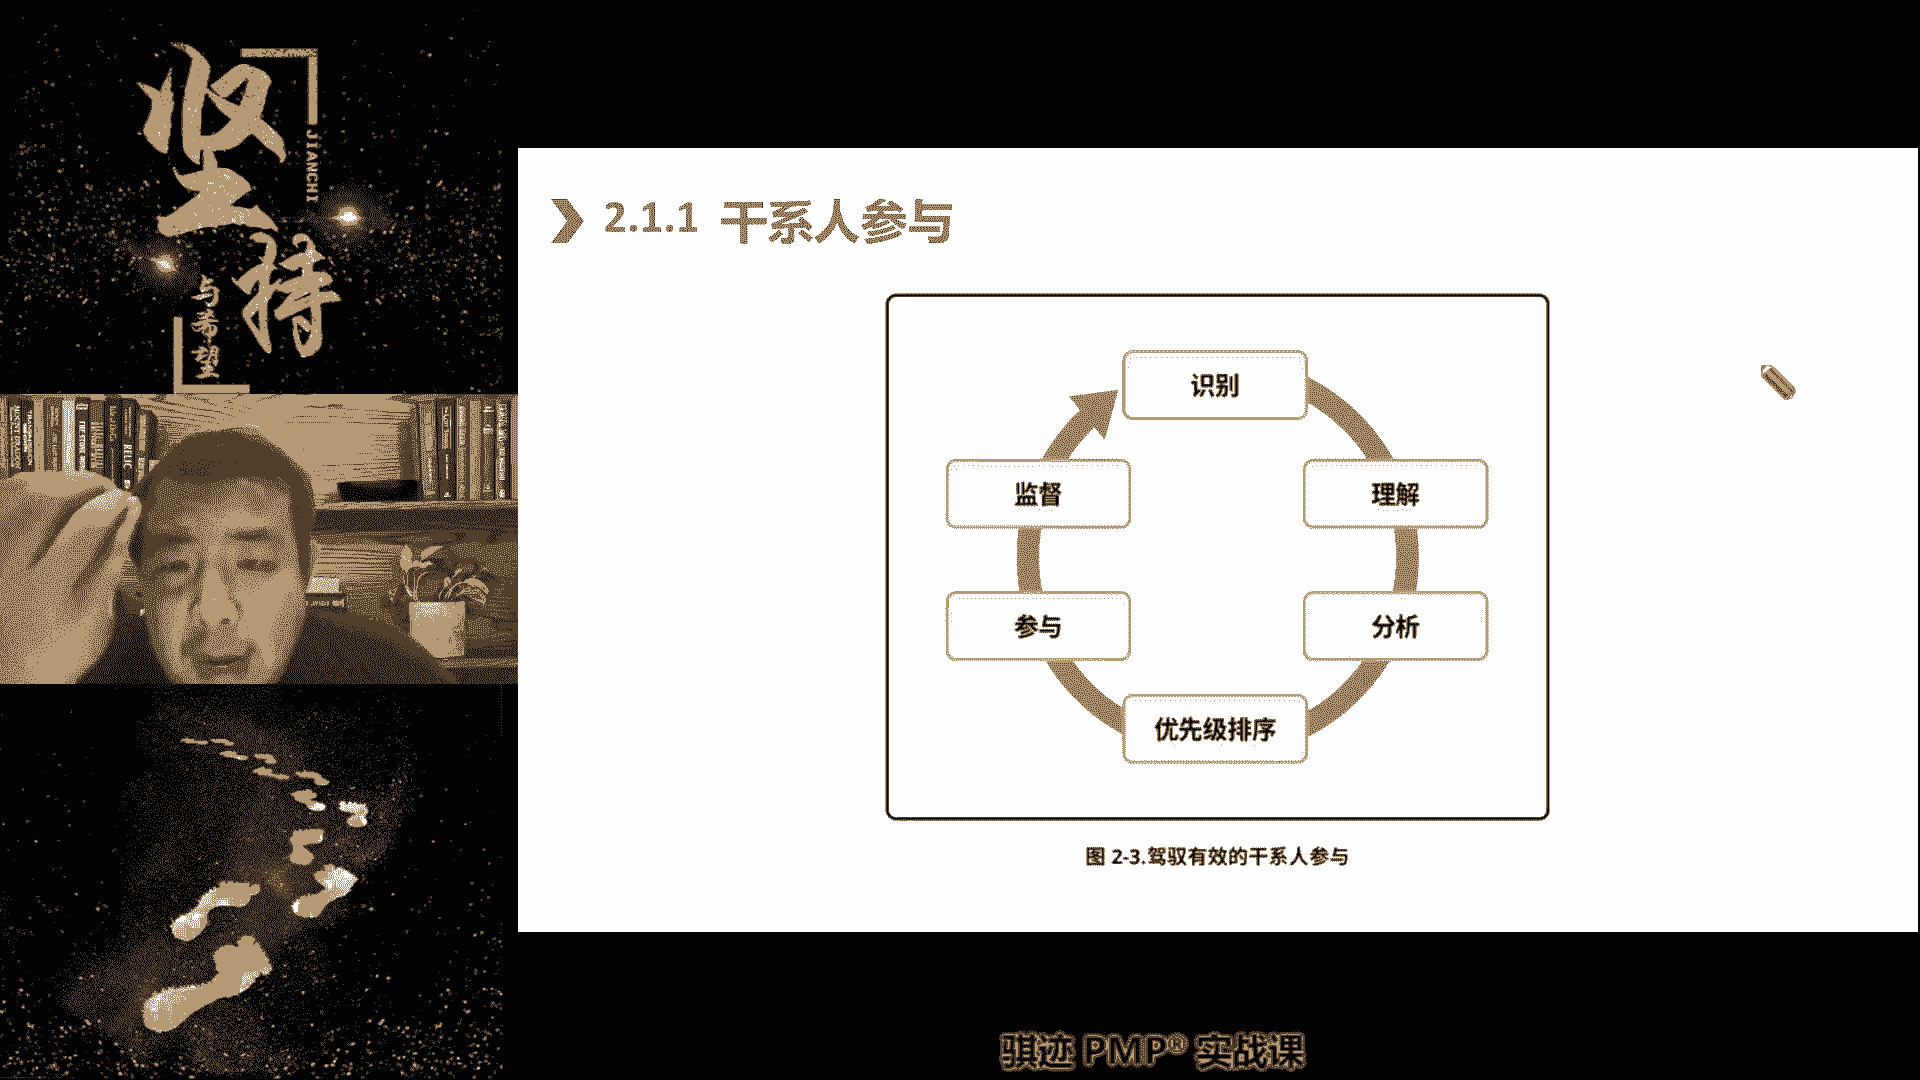 坚持
JIANCHI
与希望
2.1.1 干系人参与
识别
监督
理解
参与
分析
优先级排序
图 2-3.驾驭有效的干系人参与
骐迹 PMP® 实战课